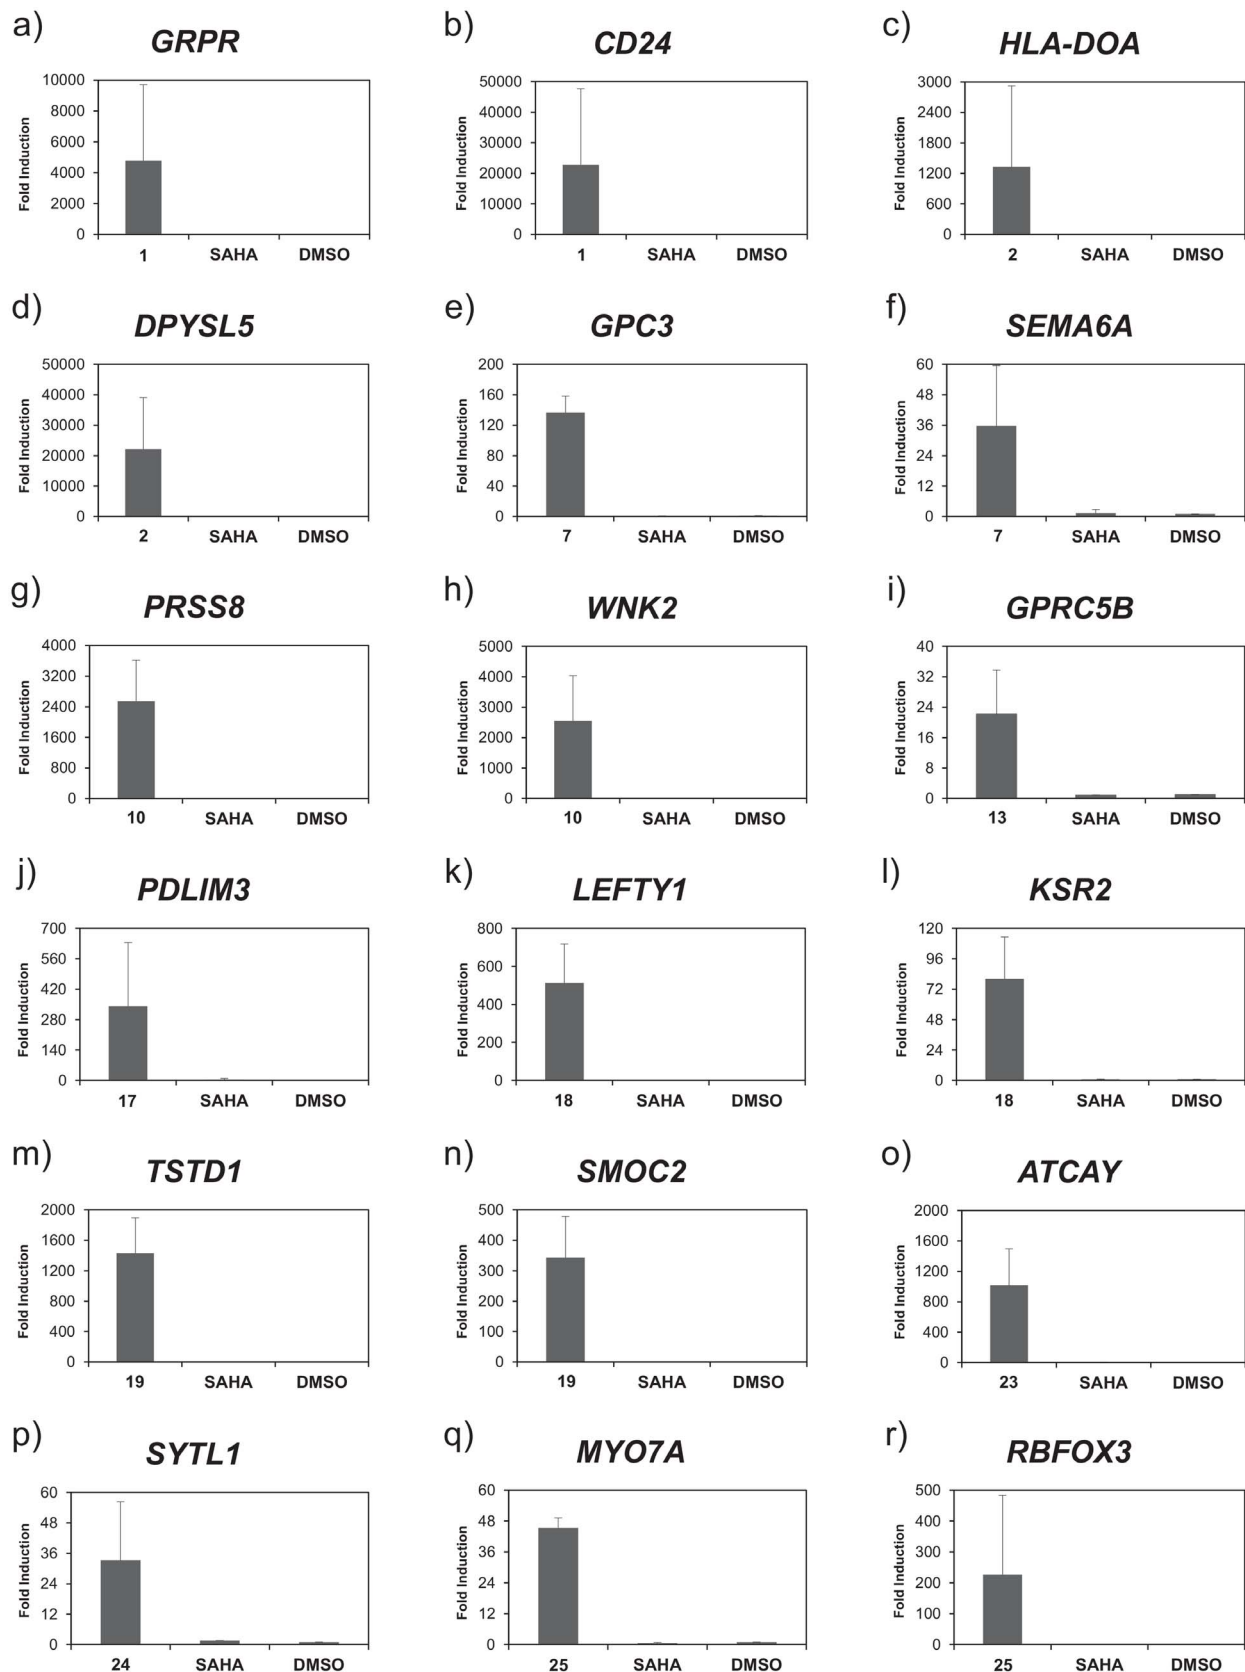 a) GRPR
Fold Induction
10000
8000
6000
4000
2000
0
1 SAHA DMSO
b) CD24
Fold Induction
50000
40000
30000
20000
10000
0
1 SAHA DMSO
c) HLA-DOA
Fold Induction
3000
2400
1800
1200
600
0
2 SAHA DMSO
d) DPYSL5
Fold Induction
50000
40000
30000
20000
10000
0
2 SAHA DMSO
e) GPC3
Fold Induction
200
160
120
80
40
0
7 SAHA DMSO
f) SEMA6A
Fold Induction
60
48
36
24
12
0
7 SAHA DMSO
g) PRSS8
Fold Induction
4000
3200
2400
1600
800
0
10 SAHA DMSO
h) WNK2
Fold Induction
5000
4000
3000
2000
1000
0
10 SAHA DMSO
i) GPRC5B
Fold Induction
40
32
24
16
8
0
13 SAHA DMSO
j) PDLIM3
Fold Induction
700
560
420
280
140
0
17 SAHA DMSO
k) LEFTY1
Fold Induction
800
600
400
200
0
18 SAHA DMSO
l) KSR2
Fold Induction
120
96
72
48
24
0
18 SAHA DMSO
m) TSTD1
Fold Induction
2000
1600
1200
800
400
0
19 SAHA DMSO
n) SMOC2
Fold Induction
500
400
300
200
100
0
19 SAHA DMSO
o) ATCAY
Fold Induction
2000
1600
1200
800
400
0
23 SAHA DMSO
p) SYTL1
Fold Induction
60
48
36
24
12
0
24 SAHA DMSO
q) MYO7A
Fold Induction
60
48
36
24
12
0
25 SAHA DMSO
r) RBFOX3
Fold Induction
500
400
300
200
100
0
25 SAHA DMSO